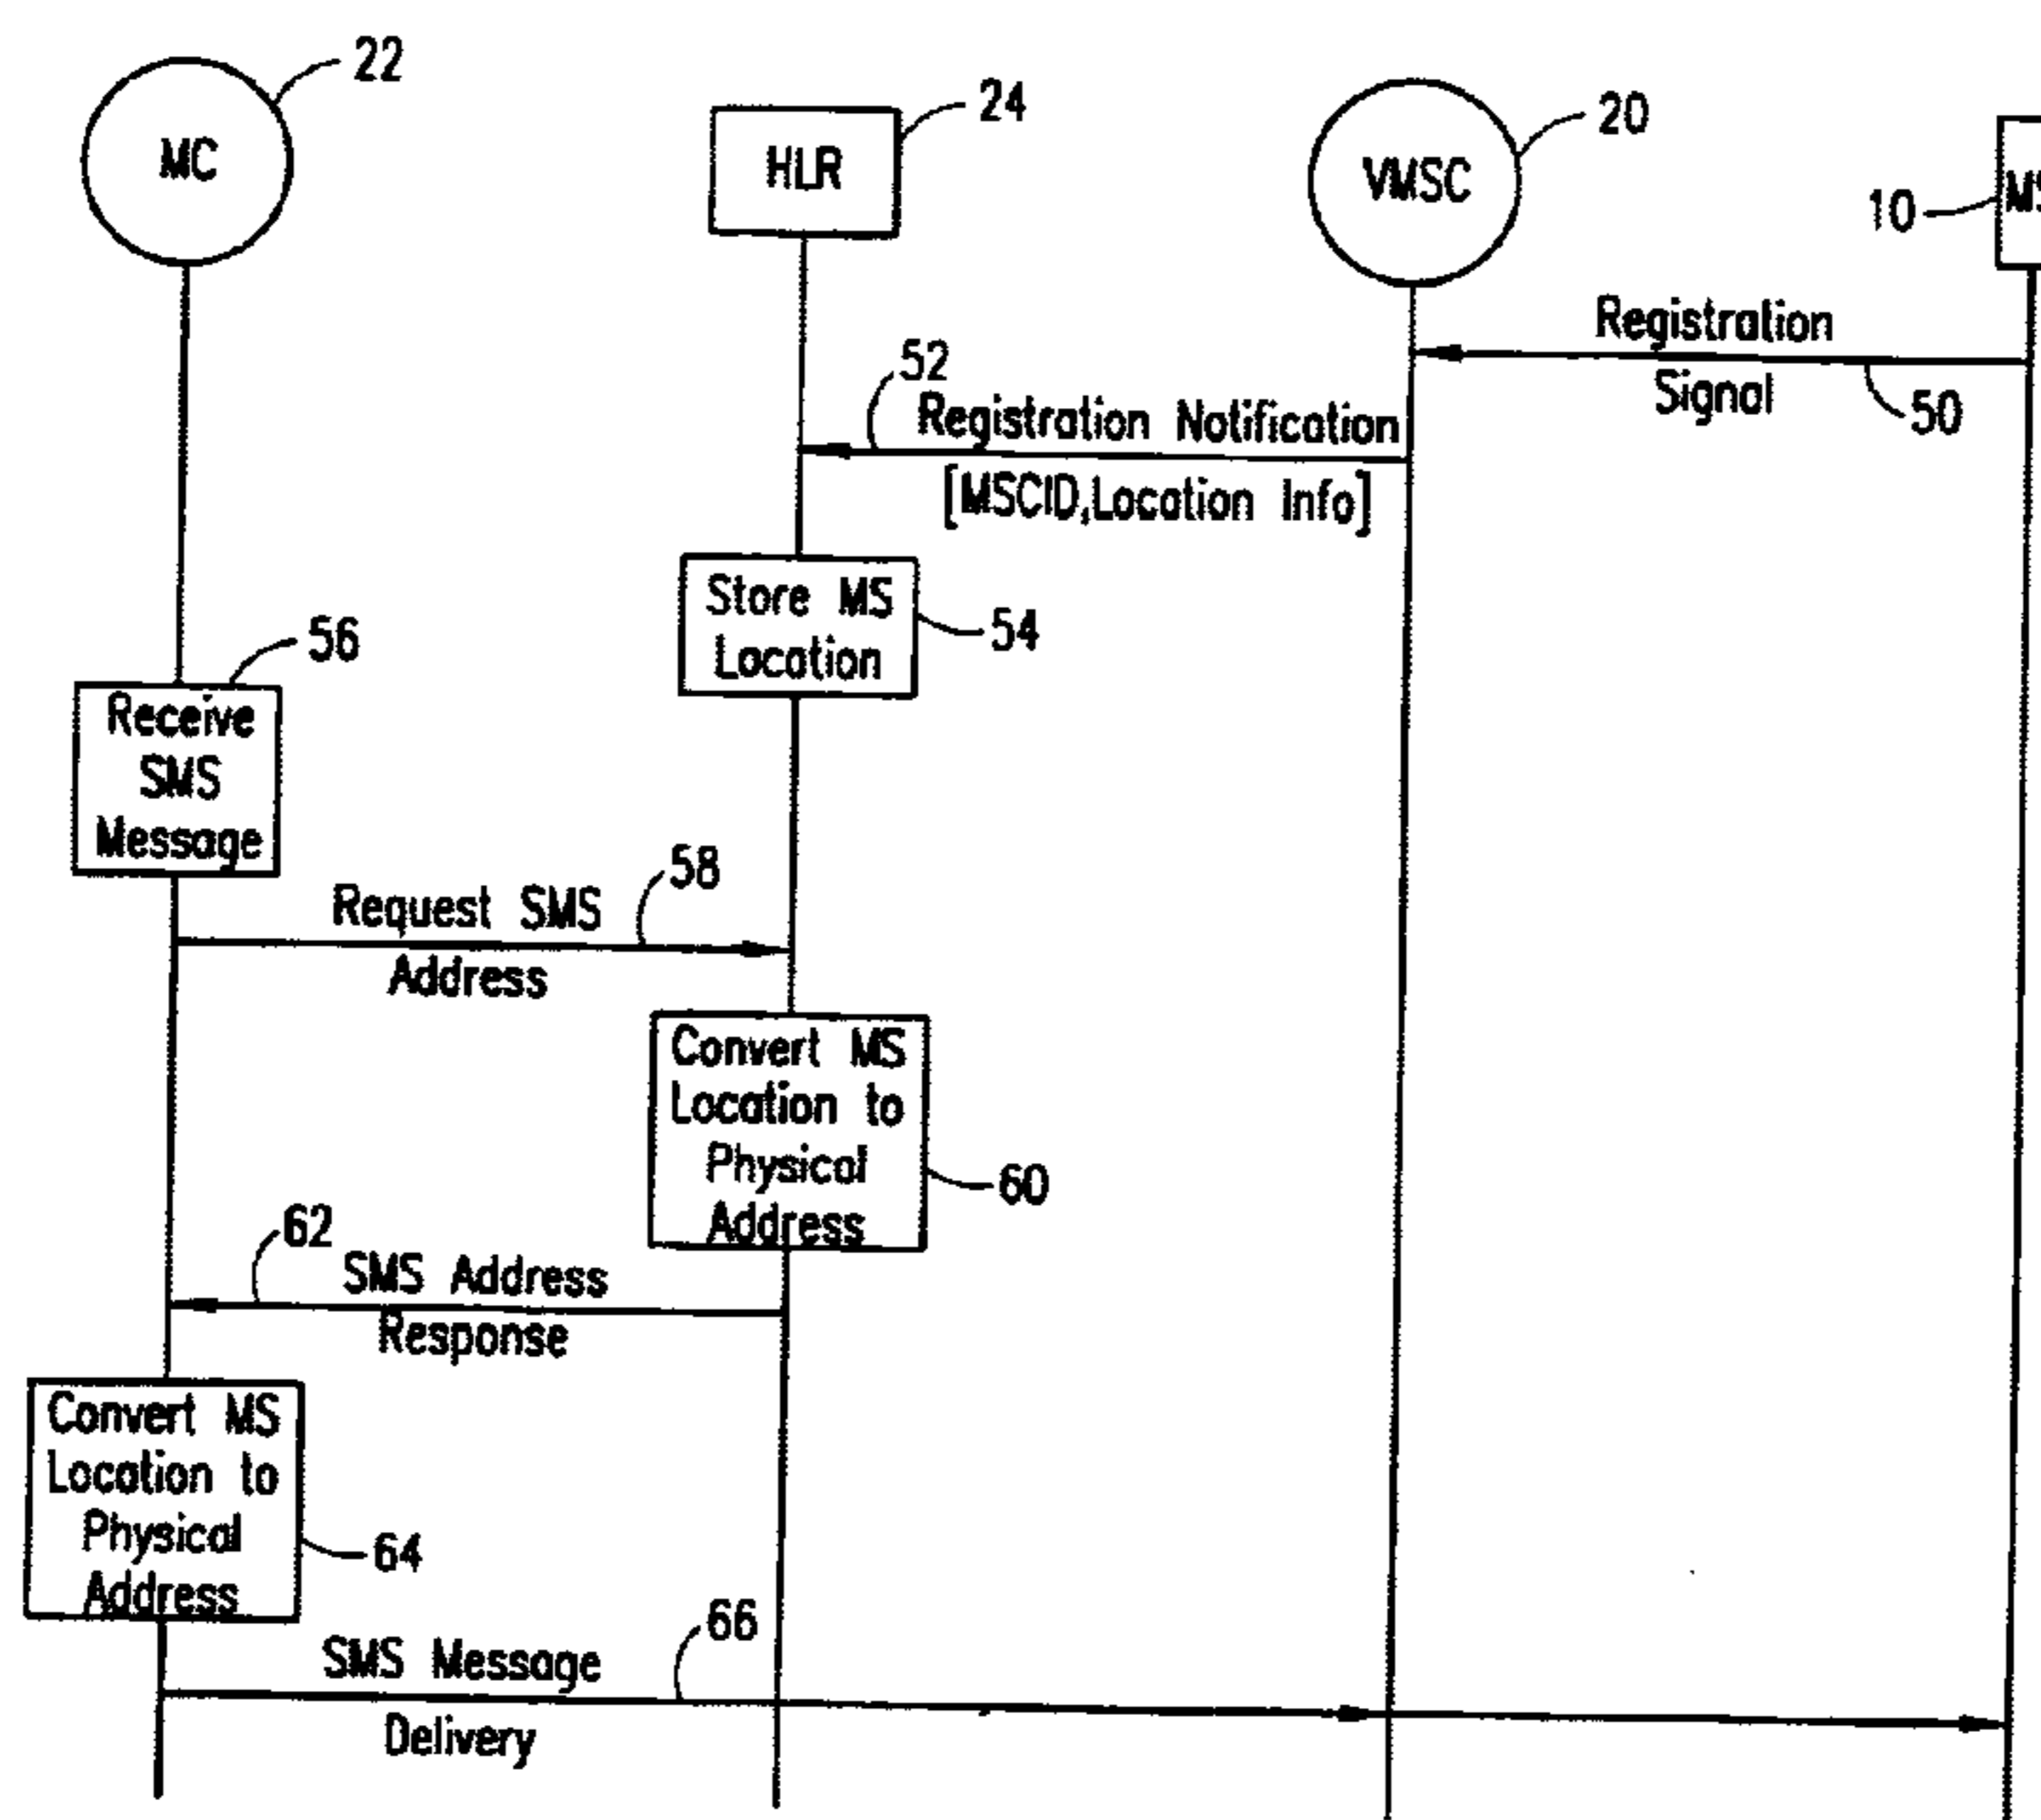 22
MC
24
HLR
20
VMSC
10
MS
Registration
Signal
50
52
Registration Notification
[MSCID,Location Info]
Store MS
Location
54
56
Receive
SMS
Message
58
Request SMS
Address
Convert MS
Location to
Physical
Address
60
62
SMS Address
Response
Convert MS
Location to
Physical
Address
64
66
SMS Message
Delivery